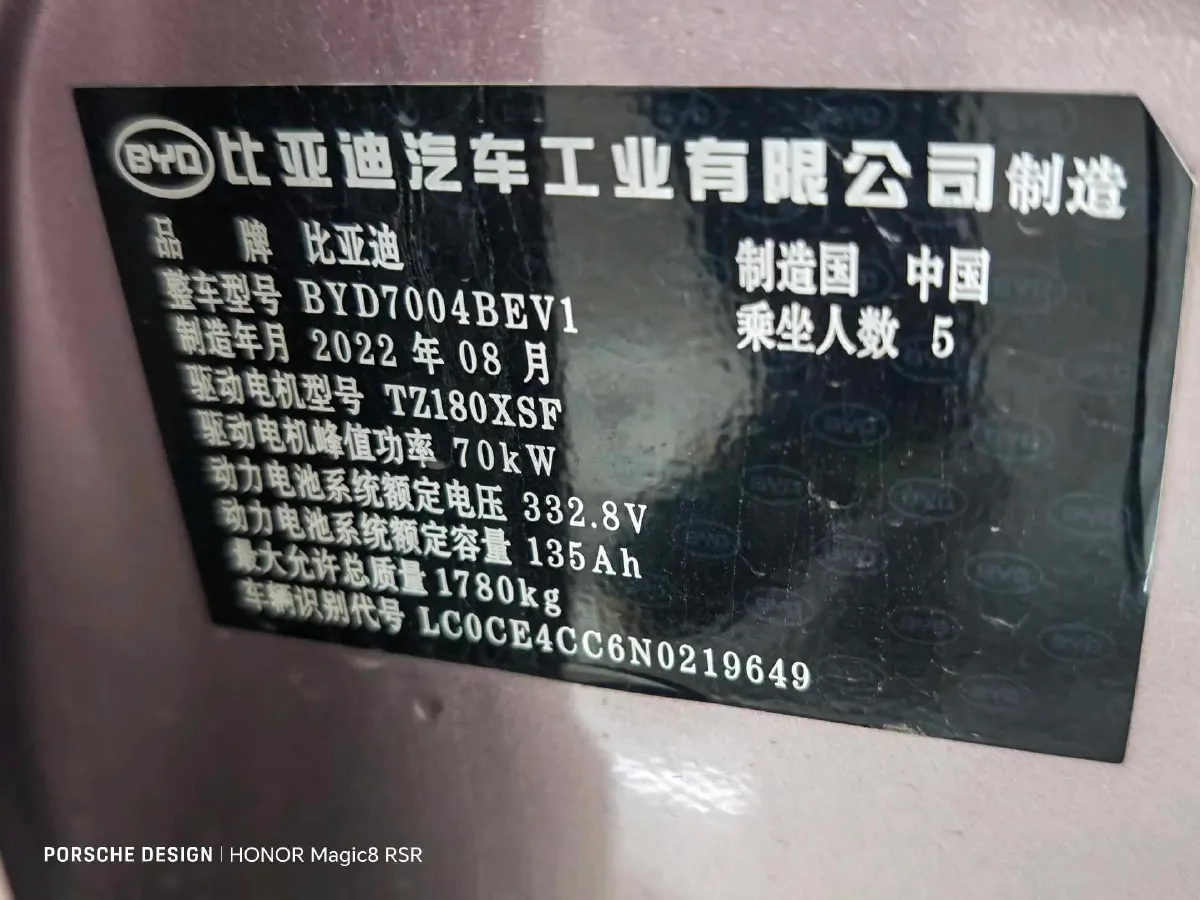 BYD 比亚迪汽车工业有限公司制造
品 牌 比亚迪
制造国 中国
整车型号 BYD7004BEV1
乘坐人数 5
制造年月 2022 年 08 月
驱动电机型号 TZ180XSF
驱动电机峰值功率 70kW
动力电池系统额定电压 332.8V
动力电池系统额定容量 135Ah
最大允许总质量 1780kg
车辆识别代号 LC0CE4CC6N0219649
PORSCHE DESIGN | HONOR Magic8 RSR